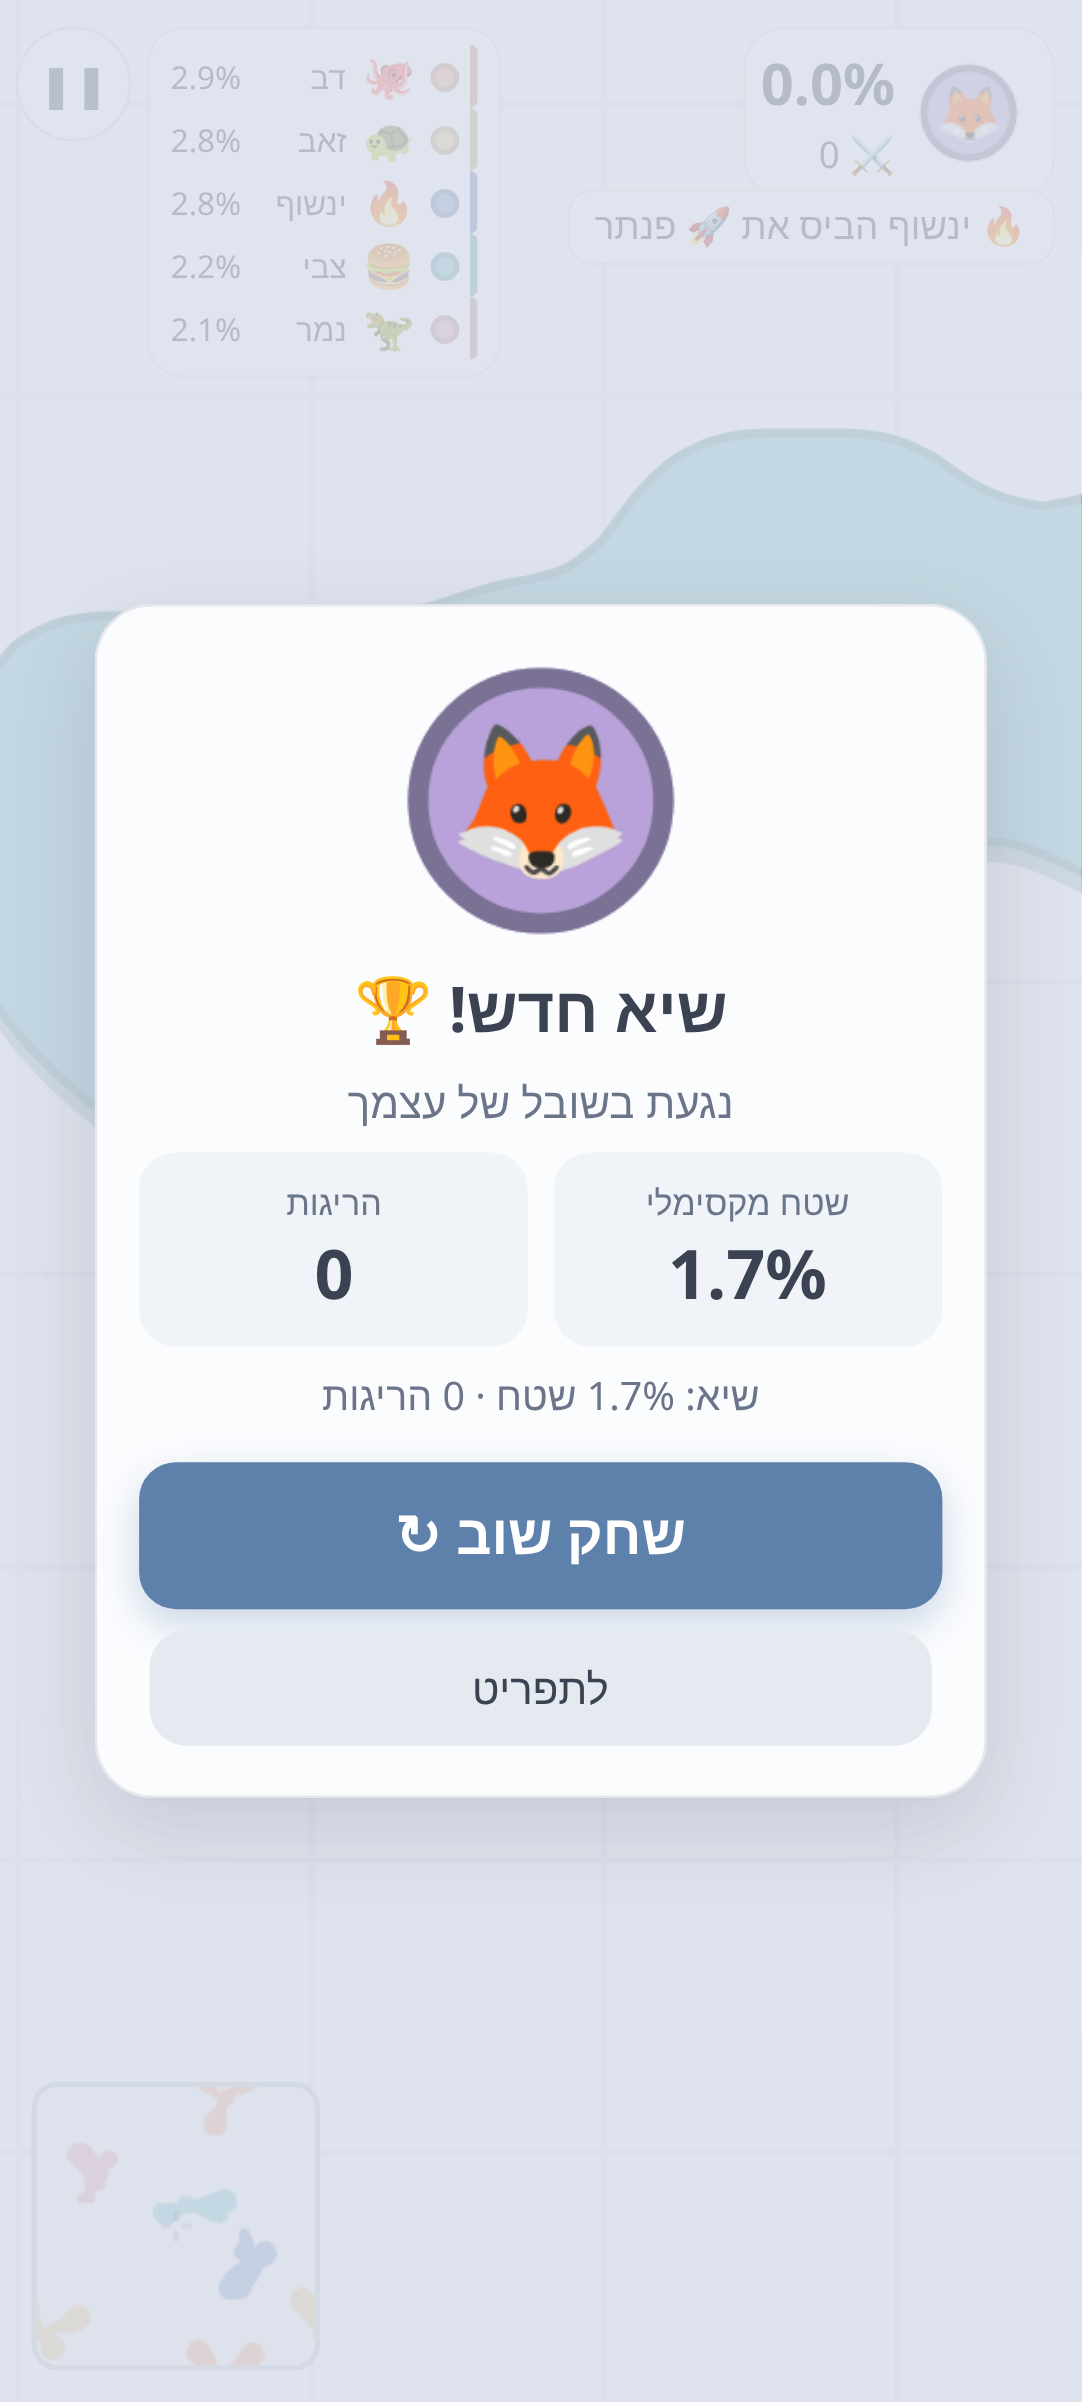 0.0%
⚔️ 0
🔥 ינשוף הביס את 🚀 פנתר
🐙 דב 2.9%
🐢 זאב 2.8%
🔥 ינשוף 2.8%
🍔 צבי 2.2%
🦖 נמר 2.1%
שיא חדש! 🏆
נגעת בשובל של עצמך
שטח מקסימלי
1.7%
הריגות
0
שיא: 1.7% שטח · 0 הריגות
שחק שוב ↻
לתפריט